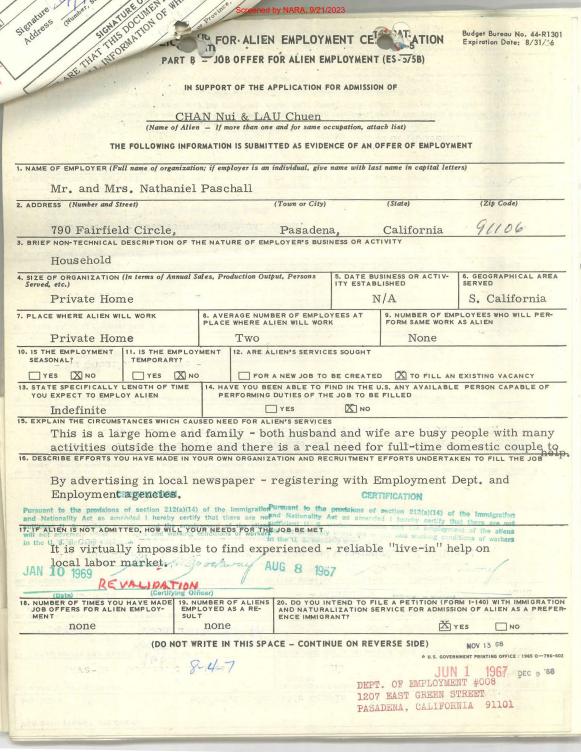 Screened by NARA, 9/21/2023
Signature
Address
(Number,
SIGNATURE O
Province,
ARE THAT THIS DOCUMEN
INFORMATION OF WH
FOR ALIEN EMPLOYMENT
PART B — JOB OFFER FOR ALIEN EMPLOYMENT (ES-575B)
Budget Bureau No. 44-R1301
Expiration Date: 8/31/
IN SUPPORT OF THE APPLICATION FOR ADMISSION OF
CHAN Nui & LAU Chuen
(Name of Alien — If more than one and for same occupation, attach list)
THE FOLLOWING INFORMATION IS SUBMITTED AS EVIDENCE OF AN OFFER OF EMPLOYMENT
1. NAME OF EMPLOYER (Full name of organization; if employer is an individual, give name with last name in capital letters)
Mr. and Mrs. Nathaniel Paschall
2. ADDRESS (Number and Street) (Town or City) (State) (Zip Code)
790 Fairfield Circle, Pasadena, California 91106
3. BRIEF NON-TECHNICAL DESCRIPTION OF THE NATURE OF EMPLOYER'S BUSINESS OR ACTIVITY
Household
4. SIZE OF ORGANIZATION (In terms of Annual Sales, Production Output, Persons Served, etc.)
Private Home
5. DATE BUSINESS OR ACTIVITY ESTABLISHED
N/A
6. GEOGRAPHICAL AREA SERVED
S. California
7. PLACE WHERE ALIEN WILL WORK
Private Home
8. AVERAGE NUMBER OF EMPLOYEES AT PLACE WHERE ALIEN WILL WORK
Two
9. NUMBER OF EMPLOYEES WHO WILL PERFORM SAME WORK AS ALIEN
None
10. IS THE EMPLOYMENT SEASONAL?
YES X NO
11. IS THE EMPLOYMENT TEMPORARY?
YES X NO
12. ARE ALIEN'S SERVICES SOUGHT
FOR A NEW JOB TO BE CREATED X TO FILL AN EXISTING VACANCY
13. STATE SPECIFICALLY LENGTH OF TIME YOU EXPECT TO EMPLOY ALIEN
Indefinite
14. HAVE YOU BEEN ABLE TO FIND IN THE U.S. ANY AVAILABLE PERSON CAPABLE OF PERFORMING DUTIES OF THE JOB TO BE FILLED
YES X NO
15. EXPLAIN THE CIRCUMSTANCES WHICH CAUSED NEED FOR ALIEN'S SERVICES
This is a large home and family - both husband and wife are busy people with many
activities outside the home and there is a real need for full-time domestic couple to
help.
16. DESCRIBE EFFORTS YOU HAVE MADE IN YOUR OWN ORGANIZATION AND RECRUITMENT EFFORTS UNDERTAKEN TO FILL THE JOB
By advertising in local newspaper - registering with Employment Dept. and
Enployment agencies.
CERTIFICATION
Pursuant to the provisions of section 212(a)(14) of the Immigration
and Nationality Act as amended I hereby certify that there are not
Pursuant to the provisions of section 212(a)(14) of the Immigration
and Nationality Act as amended I hereby certify that there are not
17. IF ALIEN IS NOT ADMITTED, HOW WILL YOUR NEEDS FOR THE JOB BE MET
working conditions of workers
in the U.S.
It is virtually impossible to find experienced - reliable "live-in" help on
local labor market.
JAN 10 1969
AUG 8 1967
REVALIDATION
(Date) (Certifying Officer)
18. NUMBER OF TIMES YOU HAVE MADE JOB OFFERS FOR ALIEN EMPLOYMENT
none
19. NUMBER OF ALIENS EMPLOYED AS A RESULT
none
20. DO YOU INTEND TO FILE A PETITION (FORM I-140) WITH IMMIGRATION AND NATURALIZATION SERVICE FOR ADMISSION OF ALIEN AS A PREFERENCE IMMIGRANT?
X YES NO
(DO NOT WRITE IN THIS SPACE - CONTINUE ON REVERSE SIDE)
NOV 13 68
U. S. GOVERNMENT PRINTING OFFICE : 1965 O-796-602
8-4-7
JUN 1 1967
DEC 9 '68
DEPT. OF EMPLOYMENT #008
1207 EAST GREEN STREET
PASADENA, CALIFORNIA 91101